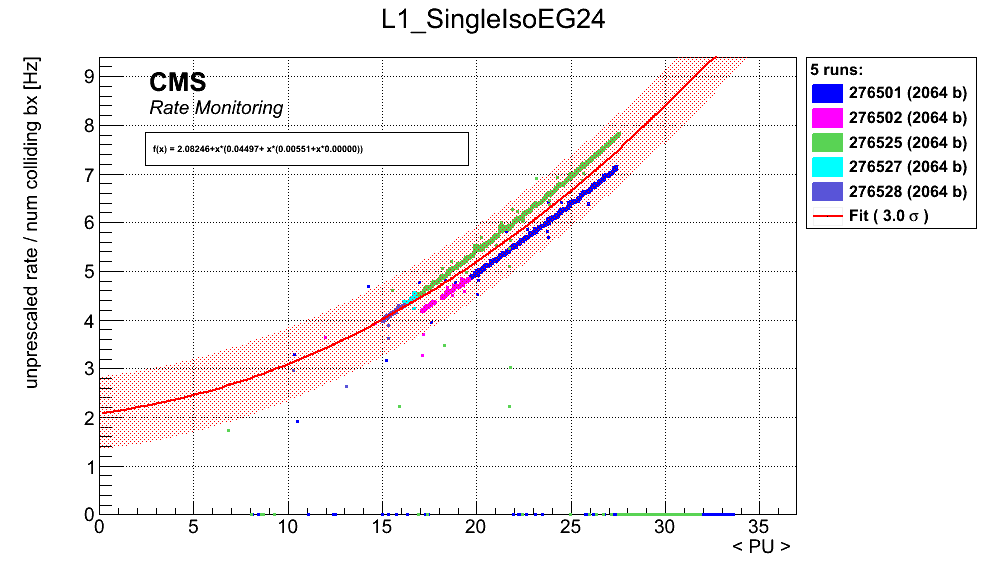 L1_SingleIsoEG24
unprescaled rate / num colliding bx [Hz]
CMS
Rate Monitoring
f(x) = 2.08246+x*(0.04497+ x*(0.00551+x*0.00000))
9
8
7
6
5
4
3
2
1
0
0 5 10 15 20 25 30 35
< PU >
5 runs:
276501 (2064 b)
276502 (2064 b)
276525 (2064 b)
276527 (2064 b)
276528 (2064 b)
Fit ( 3.0 σ )